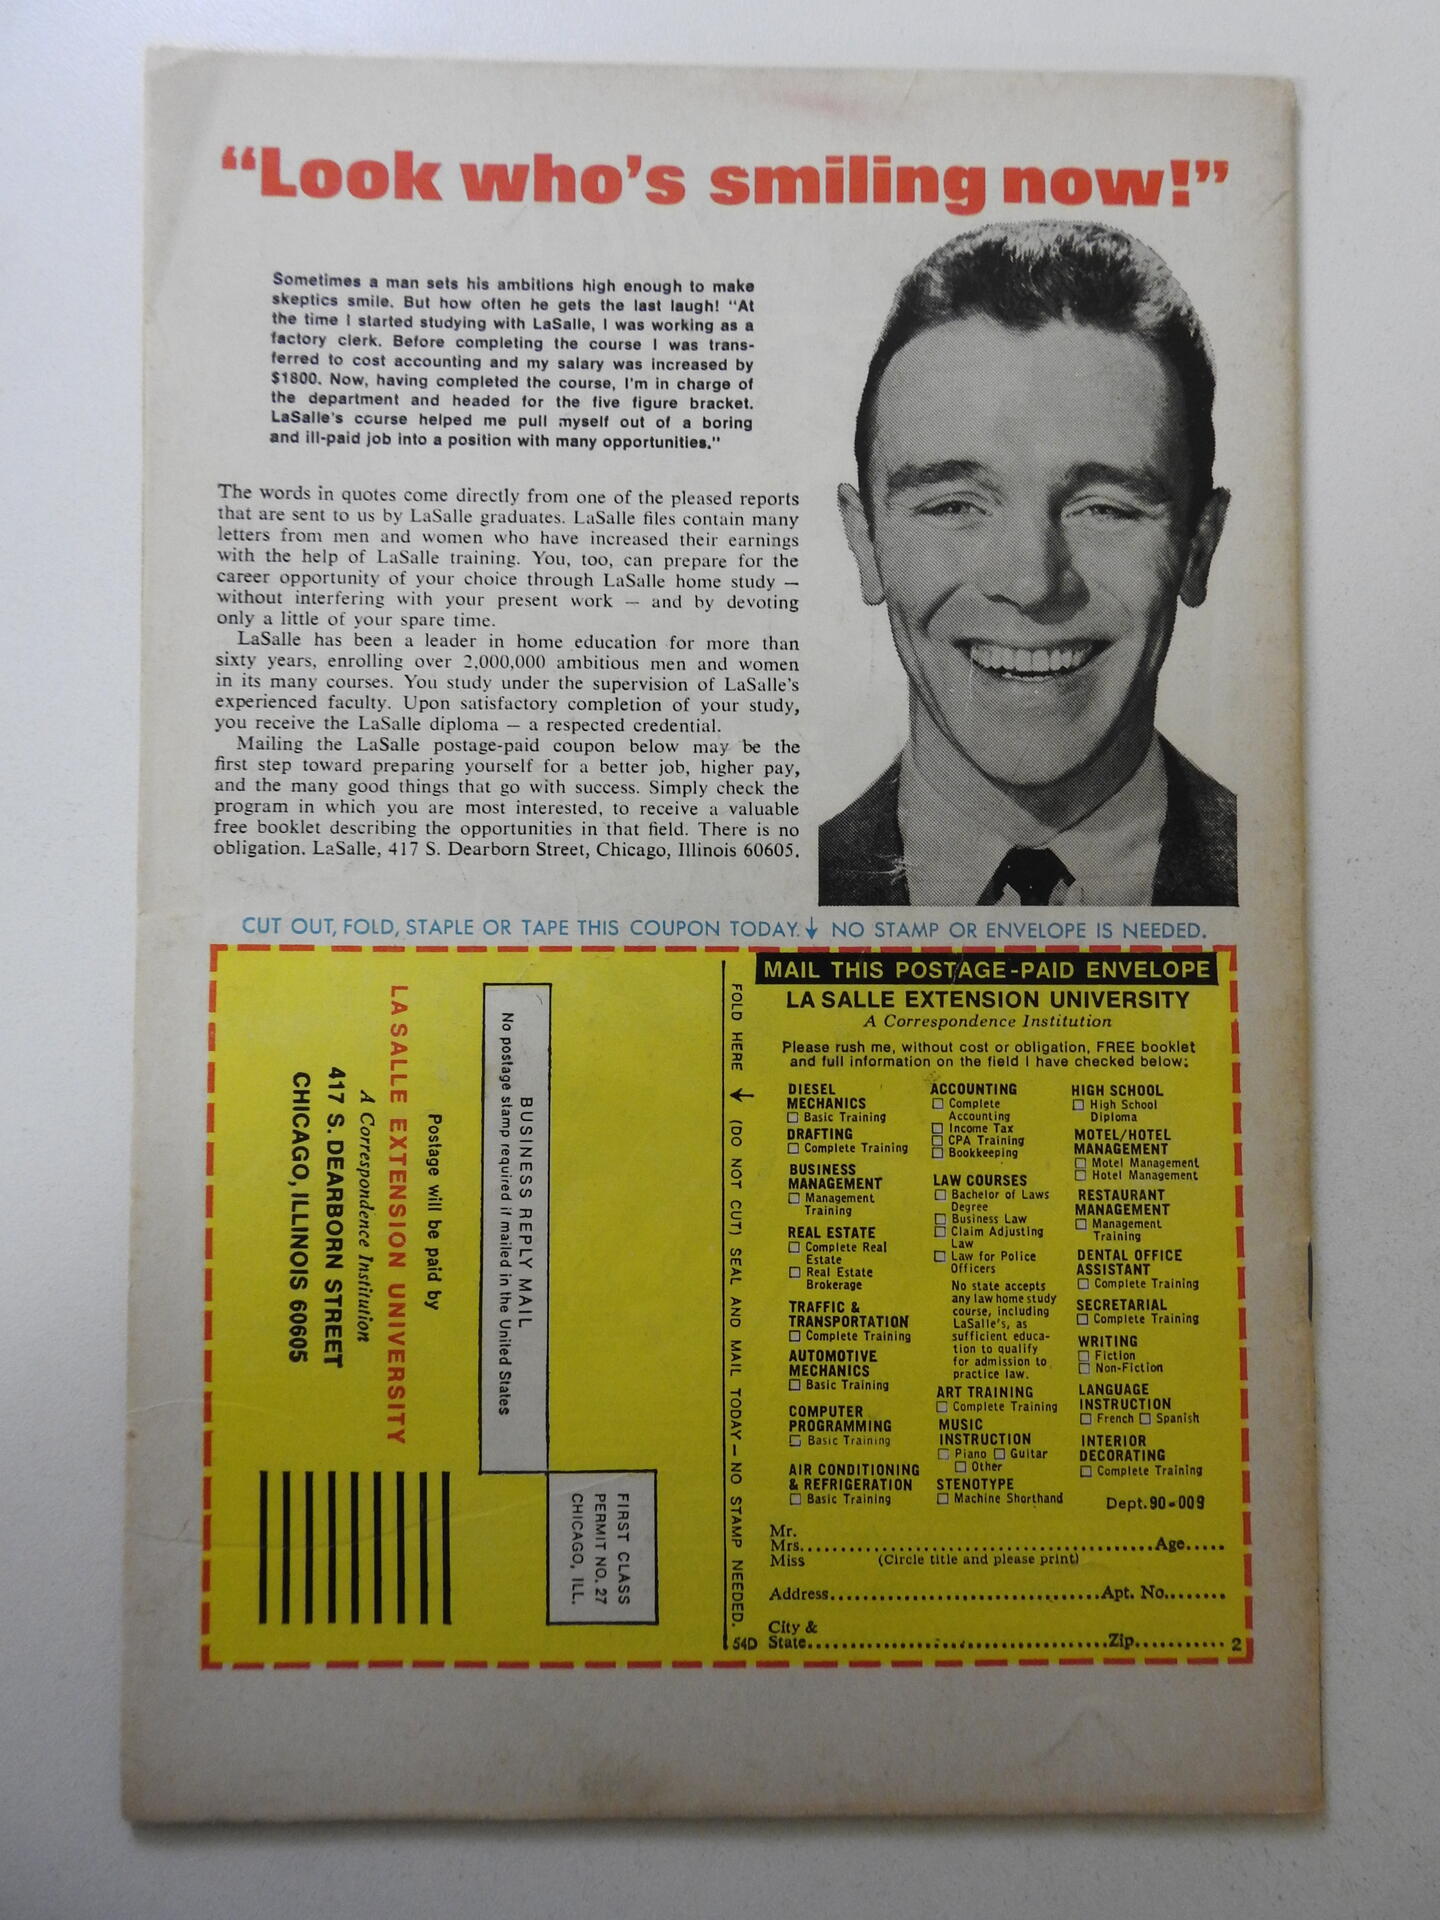 “Look who's smiling now!”
Sometimes a man sets his ambitions high enough to make
skeptics smile. But how often he gets the last laugh! “At
the time I started studying with LaSalle, I was working as a
factory clerk. Before completing the course I was trans-
ferred to cost accounting and my salary was increased by
$1800. Now, having completed the course, I'm in charge of
the department and headed for the five figure bracket.
LaSalle's course helped me pull myself out of a boring
and ill-paid job into a position with many opportunities.”
The words in quotes come directly from one of the pleased reports
that are sent to us by LaSalle graduates. LaSalle files contain many
letters from men and women who have increased their earnings
with the help of LaSalle training. You, too, can prepare for the
career opportunity of your choice through LaSalle home study —
without interfering with your present work — and by devoting
only a little of your spare time.
LaSalle has been a leader in home education for more than
sixty years, enrolling over 2,000,000 ambitious men and women
in its many courses. You study under the supervision of LaSalle's
experienced faculty. Upon satisfactory completion of your study,
you receive the LaSalle diploma — a respected credential.
Mailing the LaSalle postage-paid coupon below may be the
first step toward preparing yourself for a better job, higher pay,
and the many good things that go with success. Simply check the
program in which you are most interested, to receive a valuable
free booklet describing the opportunities in that field. There is no
obligation. LaSalle, 417 S. Dearborn Street, Chicago, Illinois 60605.
CUT OUT, FOLD, STAPLE OR TAPE THIS COUPON TODAY. ↓ NO STAMP OR ENVELOPE IS NEEDED.
FIRST CLASS
PERMIT NO. 27
CHICAGO, ILL.
BUSINESS REPLY MAIL
No postage stamp required if mailed in the United States
Postage will be paid by
LA SALLE EXTENSION UNIVERSITY
A Correspondence Institution
417 S. DEARBORN STREET
CHICAGO, ILLINOIS 60605
FOLD HERE ↓ (DO NOT CUT) SEAL AND MAIL TODAY — NO STAMP NEEDED.
54D
MAIL THIS POSTAGE-PAID ENVELOPE
LA SALLE EXTENSION UNIVERSITY
A Correspondence Institution
Please rush me, without cost or obligation, FREE booklet
and full information on the field I have checked below:
DIESEL
MECHANICS
☐ Basic Training
DRAFTING
☐ Complete Training
BUSINESS
MANAGEMENT
☐ Management
Training
REAL ESTATE
☐ Complete Real
Estate
☐ Real Estate
Brokerage
TRAFFIC &
TRANSPORTATION
☐ Complete Training
AUTOMOTIVE
MECHANICS
☐ Basic Training
COMPUTER
PROGRAMMING
☐ Basic Training
AIR CONDITIONING
& REFRIGERATION
☐ Basic Training
ACCOUNTING
☐ Complete
Accounting
☐ Income Tax
☐ CPA Training
☐ Bookkeeping
LAW COURSES
☐ Bachelor of Laws
Degree
☐ Business Law
☐ Claim Adjusting
Law
☐ Law for Police
Officers
No state accepts
any law home study
course, including
LaSalle's, as
sufficient educa-
tion to qualify
for admission to
practice law.
ART TRAINING
☐ Complete Training
MUSIC
INSTRUCTION
☐ Piano ☐ Guitar
☐ Other
STENOTYPE
☐ Machine Shorthand
HIGH SCHOOL
☐ High School
Diploma
MOTEL/HOTEL
MANAGEMENT
☐ Motel Management
☐ Hotel Management
RESTAURANT
MANAGEMENT
☐ Management
Training
DENTAL OFFICE
ASSISTANT
☐ Complete Training
SECRETARIAL
☐ Complete Training
WRITING
☐ Fiction
☐ Non-Fiction
LANGUAGE
INSTRUCTION
☐ French ☐ Spanish
INTERIOR
DECORATING
☐ Complete Training
Dept. 90-009
Mr.
Mrs. Age
Miss (Circle title and please print)
Address Apt. No.
City &
State Zip 2